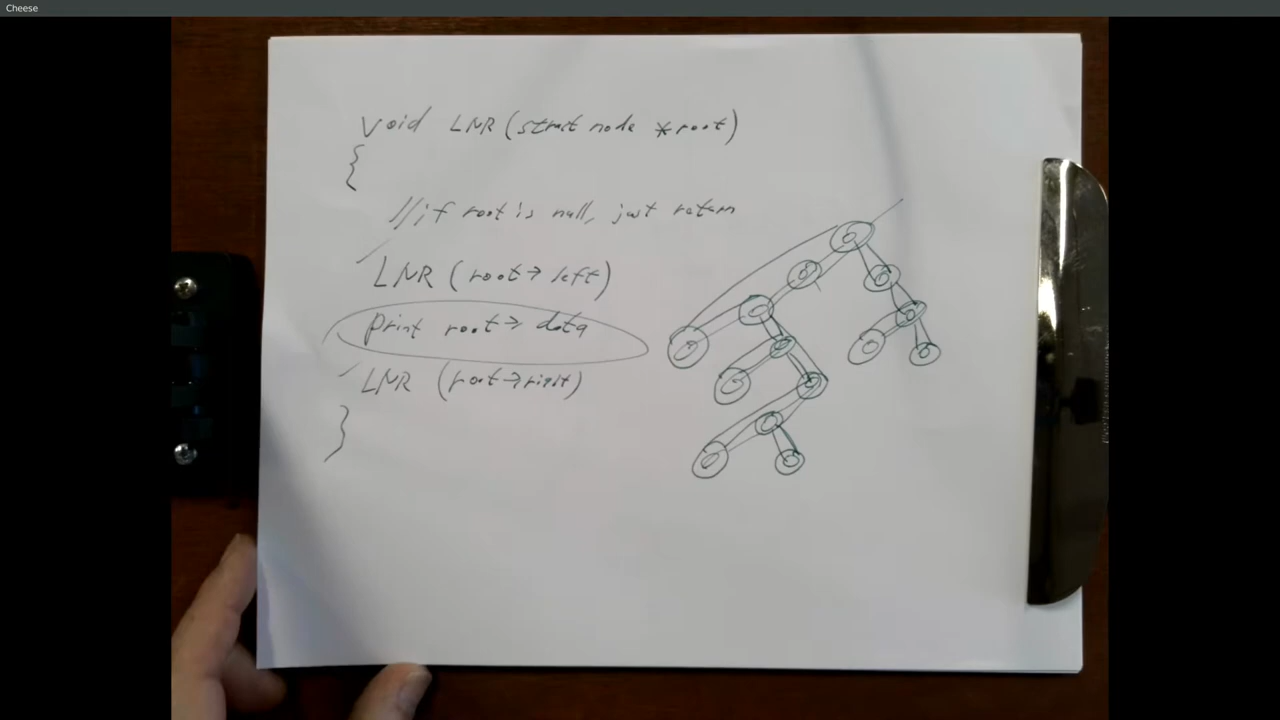 Cheese
void LNR (struct node *root)
{
//if root is null, just return
LNR (root→left)
print root→data
LNR (root→right)
}